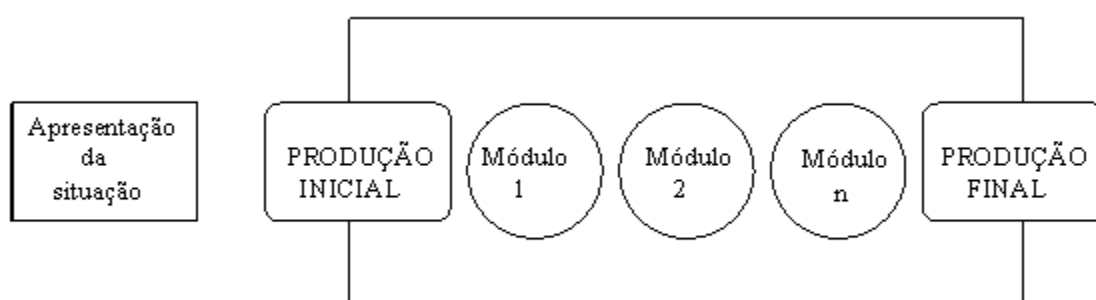 Apresentação
da
situação
PRODUÇÃO
INICIAL
Módulo
1
Módulo
2
Módulo
n
PRODUÇÃO
FINAL